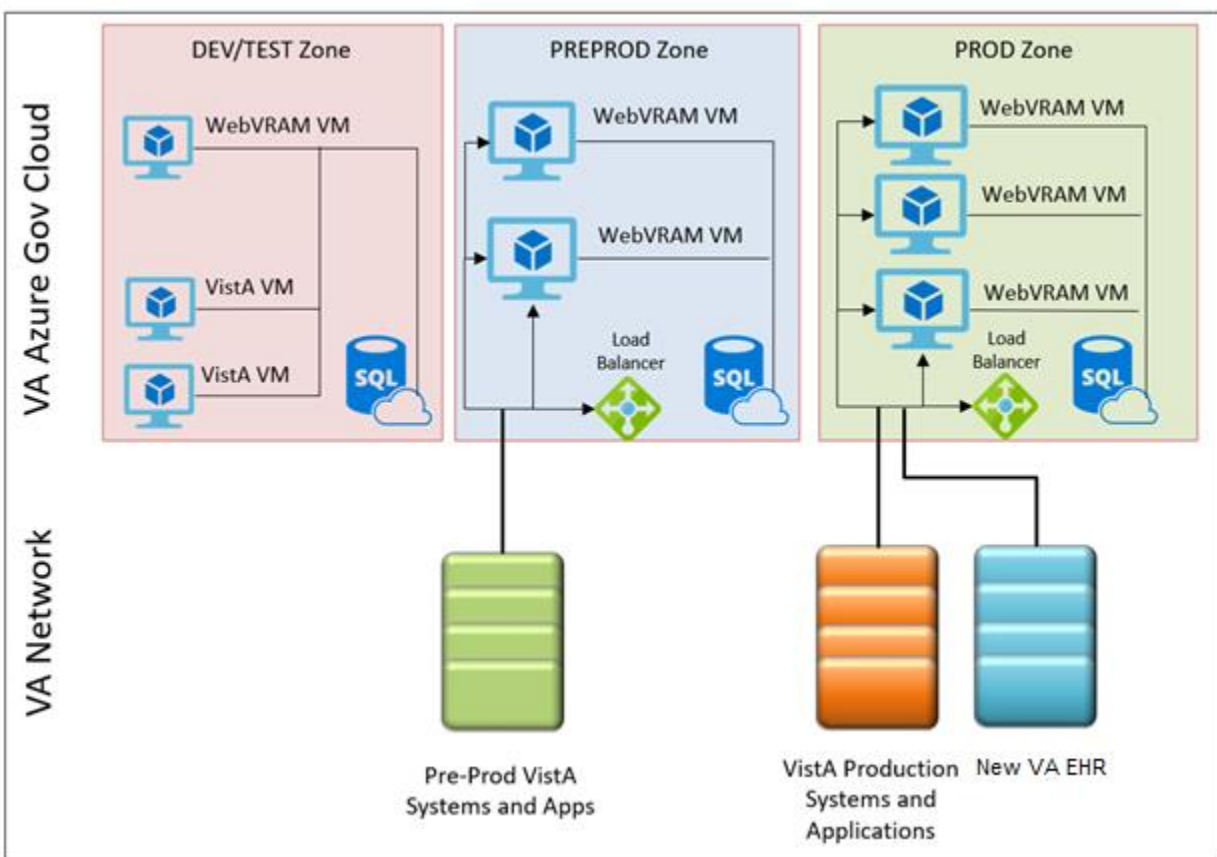 DEV/TEST Zone
PREPROD Zone
PROD Zone
VA Azure Gov Cloud
WebVRAM VM
VistA VM
VistA VM
SQL
WebVRAM VM
WebVRAM VM
Load
Balancer
SQL
WebVRAM VM
WebVRAM VM
WebVRAM VM
Load
Balancer
SQL
VA Network
Pre-Prod VistA
Systems and Apps
VistA Production
Systems and
Applications
New VA EHR